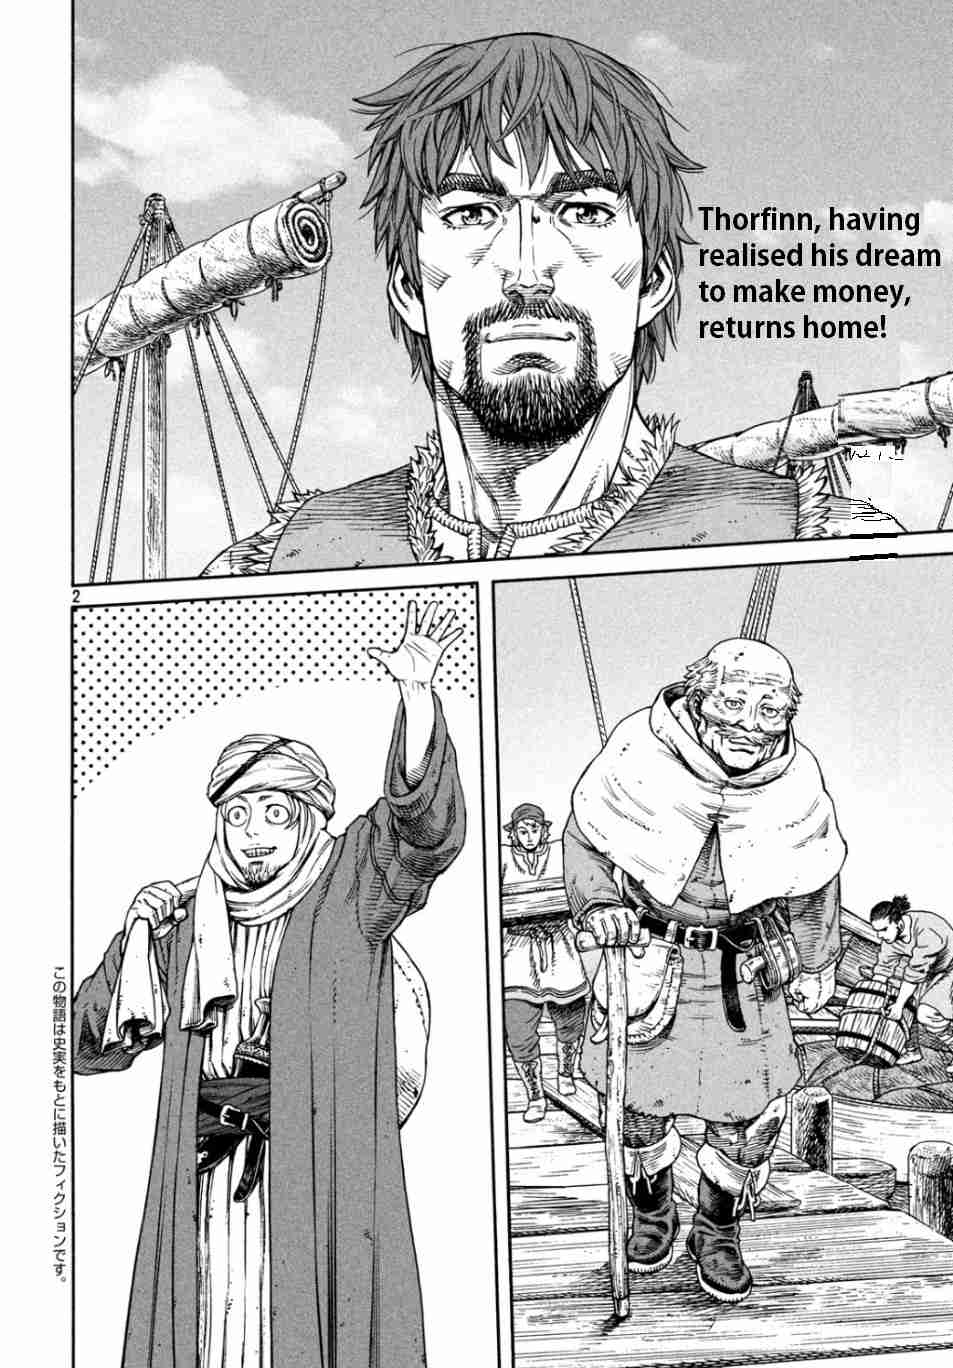 Thorfinn, having
realised his dream
to make money,
returns home!
2
この物語は史実をもとに描いたフィクションです。